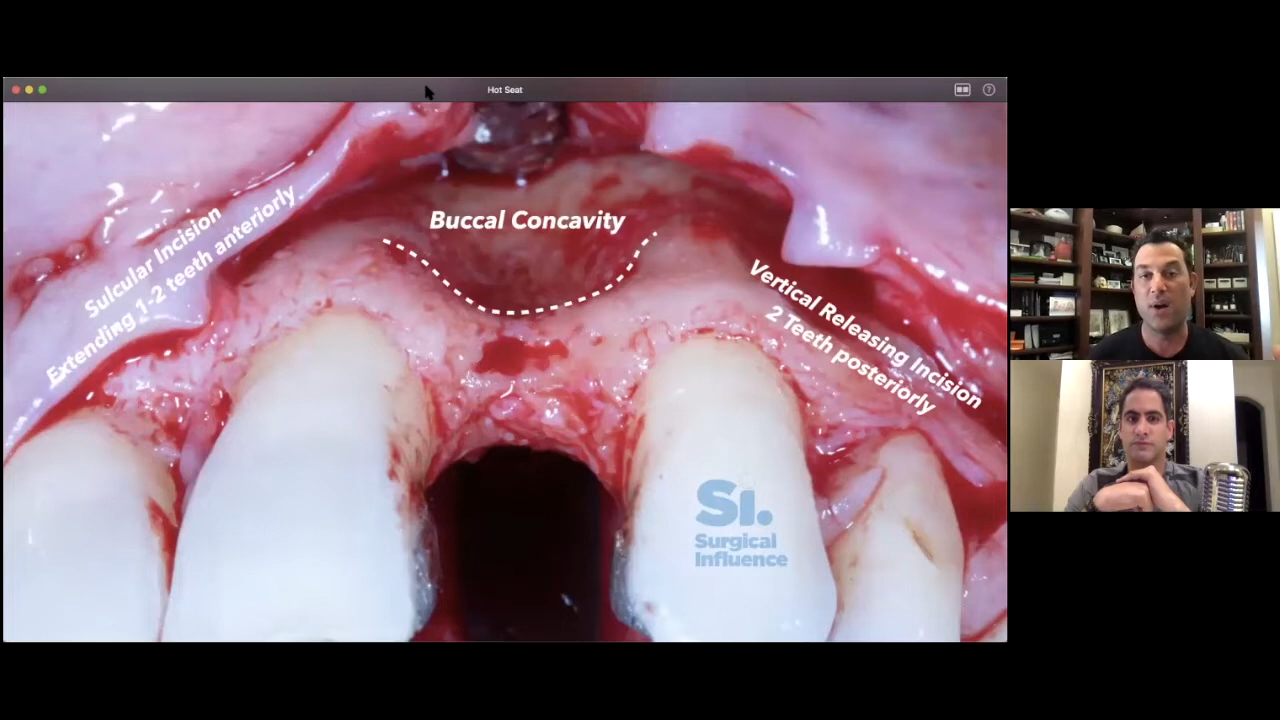 Hot Seat
Buccal Concavity
Sulcular Incision
Extending 1-2 teeth anteriorly
Vertical Releasing Incision
2 Teeth posteriorly
Si.
Surgical
Influence